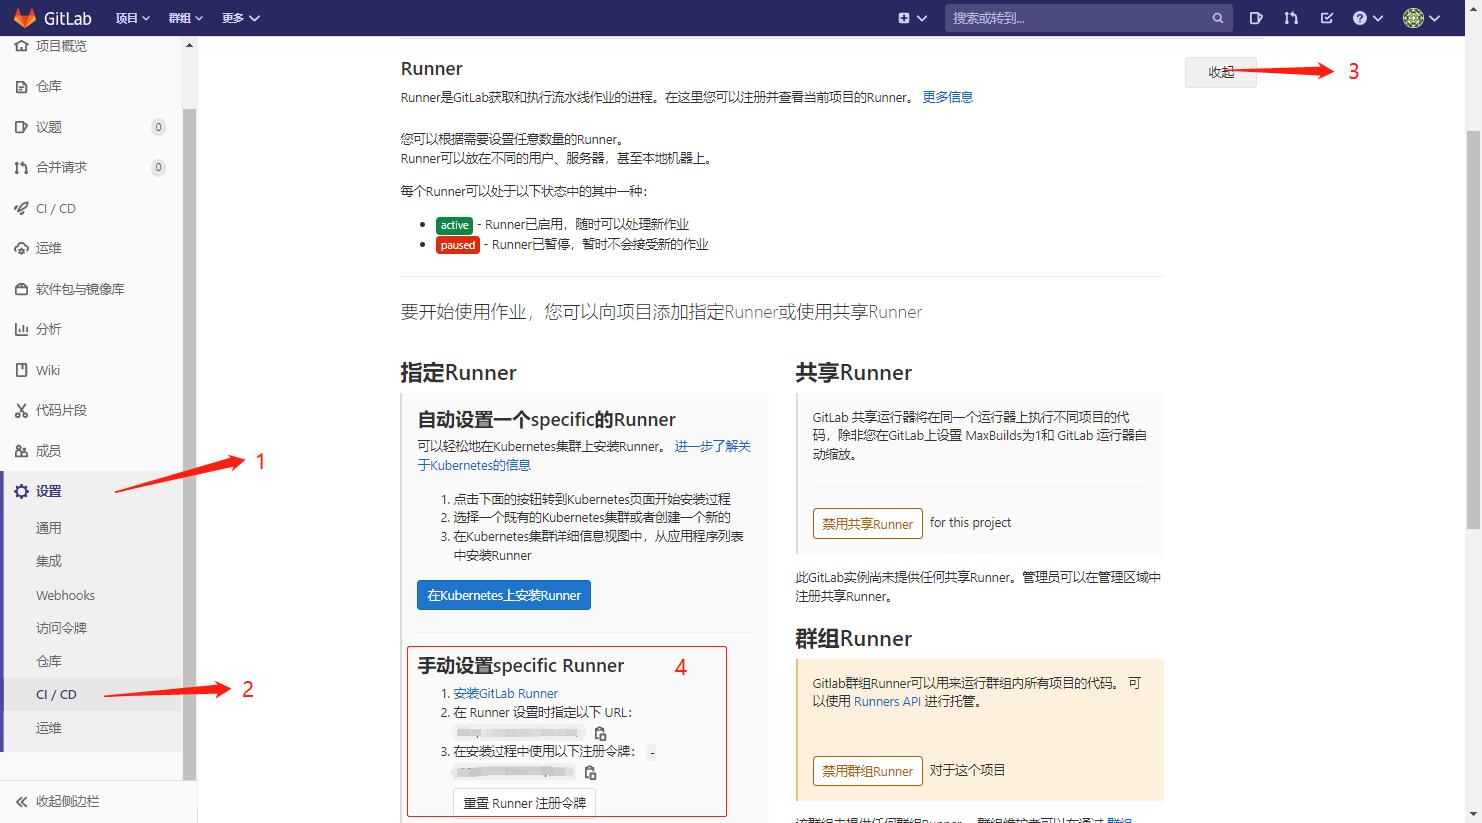 GitLab 项目 群组 更多 搜索或转到...
项目概览
仓库
议题 0
合并请求 0
CI / CD
运维
软件包与镜像库
分析
Wiki
代码片段
成员
设置 1
通用
集成
Webhooks
访问令牌
仓库
CI / CD 2
运维
收起侧边栏
Runner
收起 3
Runner是GitLab获取和执行流水线作业的进程。在这里您可以注册并查看当前项目的Runner。 更多信息
您可以根据需要设置任意数量的Runner。
Runner可以放在不同的用户、服务器，甚至本地机器上。
每个Runner可以处于以下状态中的其中一种：
active - Runner已启用，随时可以处理新作业
paused - Runner已暂停，暂时不会接受新的作业
要开始使用作业，您可以向项目添加指定Runner或使用共享Runner
指定Runner
自动设置一个specific的Runner
可以轻松地在Kubernetes集群上安装Runner。 进一步了解关
于Kubernetes的信息
1. 点击下面的按钮转到Kubernetes页面开始安装过程
2. 选择一个既有的Kubernetes集群或者创建一个新的
3. 在Kubernetes集群详细信息视图中，从应用程序列表
中安装Runner
在Kubernetes上安装Runner
手动设置specific Runner 4
1. 安装GitLab Runner
2. 在 Runner 设置时指定以下 URL：
3. 在安装过程中使用以下注册令牌： -
重置 Runner 注册令牌
共享Runner
GitLab 共享运行器将在同一个运行器上执行不同项目的代
码，除非您在GitLab上设置 MaxBuilds为1和 GitLab 运行器自
动缩放。
禁用共享Runner for this project
此GitLab实例尚未提供任何共享Runner。管理员可以在管理区域中
注册共享Runner。
群组Runner
Gitlab群组Runner可以用来运行群组内所有项目的代码。 可
以使用 Runners API 进行托管。
禁用群组Runner 对于这个项目
该群组未提供任何群组Runner。 群组维护者可以在通过 群组